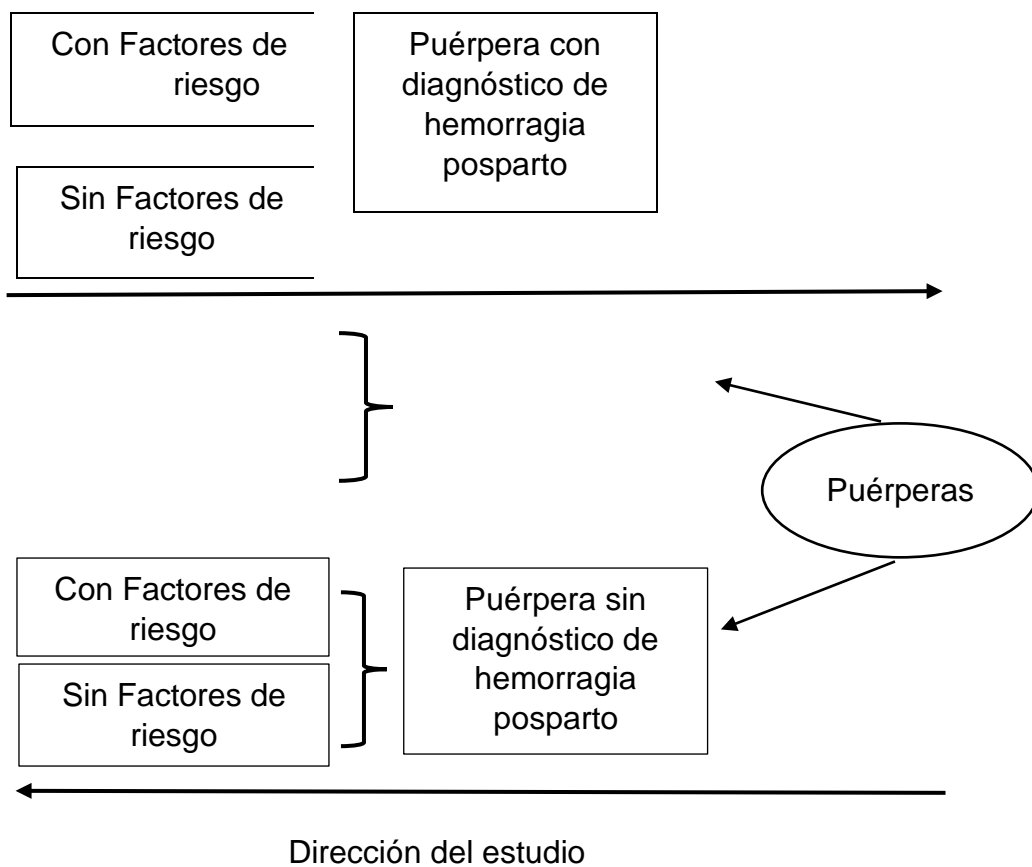 Con Factores de
riesgo
Puérpera con
diagnóstico de
hemorragia
posparto
Sin Factores de
riesgo
Puérperas
Con Factores de
riesgo
Sin Factores de
riesgo
Puérpera sin
diagnóstico de
hemorragia
posparto
Dirección del estudio